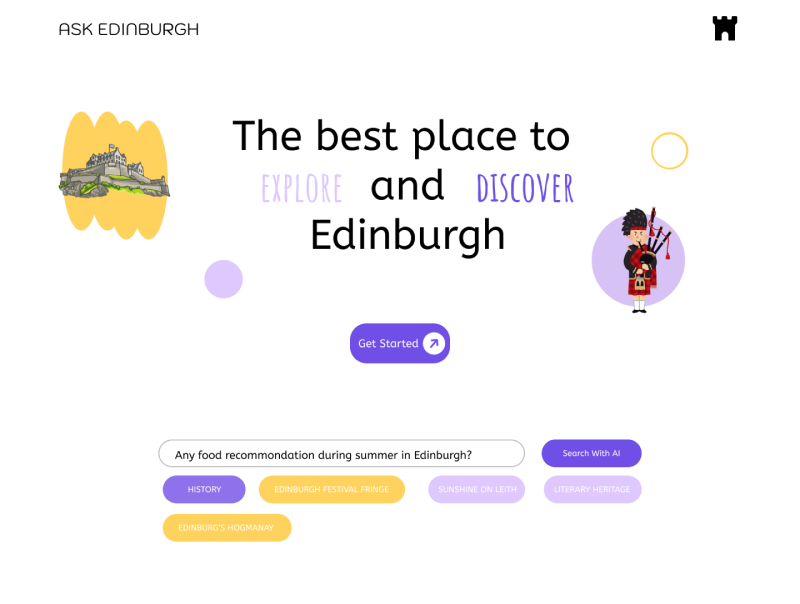 ASK EDINBURGH
The best place to
EXPLORE and DISCOVER
Edinburgh
Get Started
Any food recommondation during summer in Edinburgh?
Search With AI
HISTORY
EDINBURGH FESTIVAL FRINGE
SUNSHINE ON LEITH
LITERARY HERITAGE
EDINBURG'S HOGMANAY